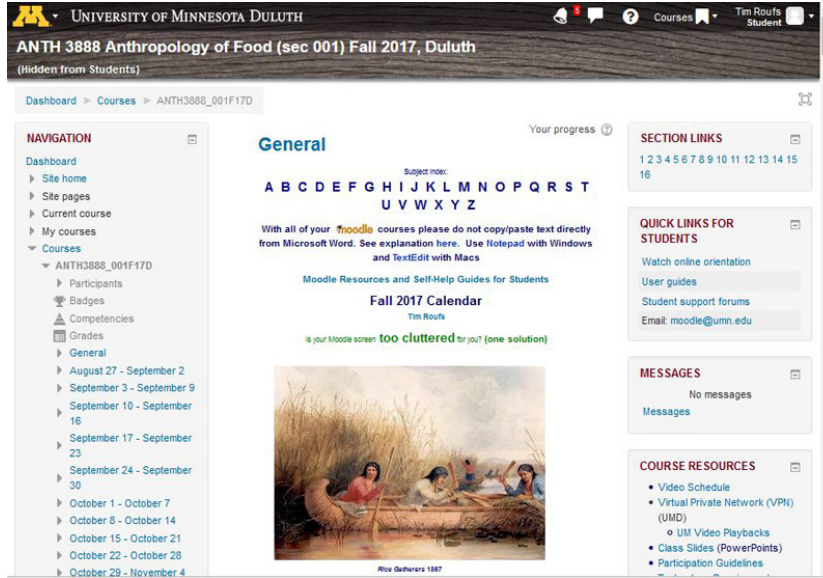 UNIVERSITY OF MINNESOTA DULUTH
5
?
Courses
Tim Roufs
Student
ANTH 3888 Anthropology of Food (sec 001) Fall 2017, Duluth
(Hidden from Students)
Dashboard
Courses
ANTH3888_001F17D
NAVIGATION
Dashboard
Site home
Site pages
Current course
My courses
Courses
ANTH3888_001F17D
Participants
Badges
Competencies
Grades
General
August 27 - September 2
September 3 - September 9
September 10 - September
16
September 17 - September
23
September 24 - September
30
October 1 - October 7
October 8 - October 14
October 15 - October 21
October 22 - October 28
October 29 - November 4
Your progress ?
General
Subject Index:
A B C D E F G H I J K L M N O P Q R S T
U V W X Y Z
With all of your moodle courses please do not copy/paste text directly
from Microsoft Word. See explanation here. Use Notepad with Windows
and TextEdit with Macs
Moodle Resources and Self-Help Guides for Students
Fall 2017 Calendar
Tim Roufs
Is your Moodle screen too cluttered for you? (one solution)
Rice Gatherers 1867
SECTION LINKS
1 2 3 4 5 6 7 8 9 10 11 12 13 14 15
16
QUICK LINKS FOR
STUDENTS
Watch online orientation
User guides
Student support forums
Email: moodle@umn.edu
MESSAGES
No messages
Messages
COURSE RESOURCES
Video Schedule
Virtual Private Network (VPN)
(UMD)
UM Video Playbacks
Class Slides (PowerPoints)
Participation Guidelines